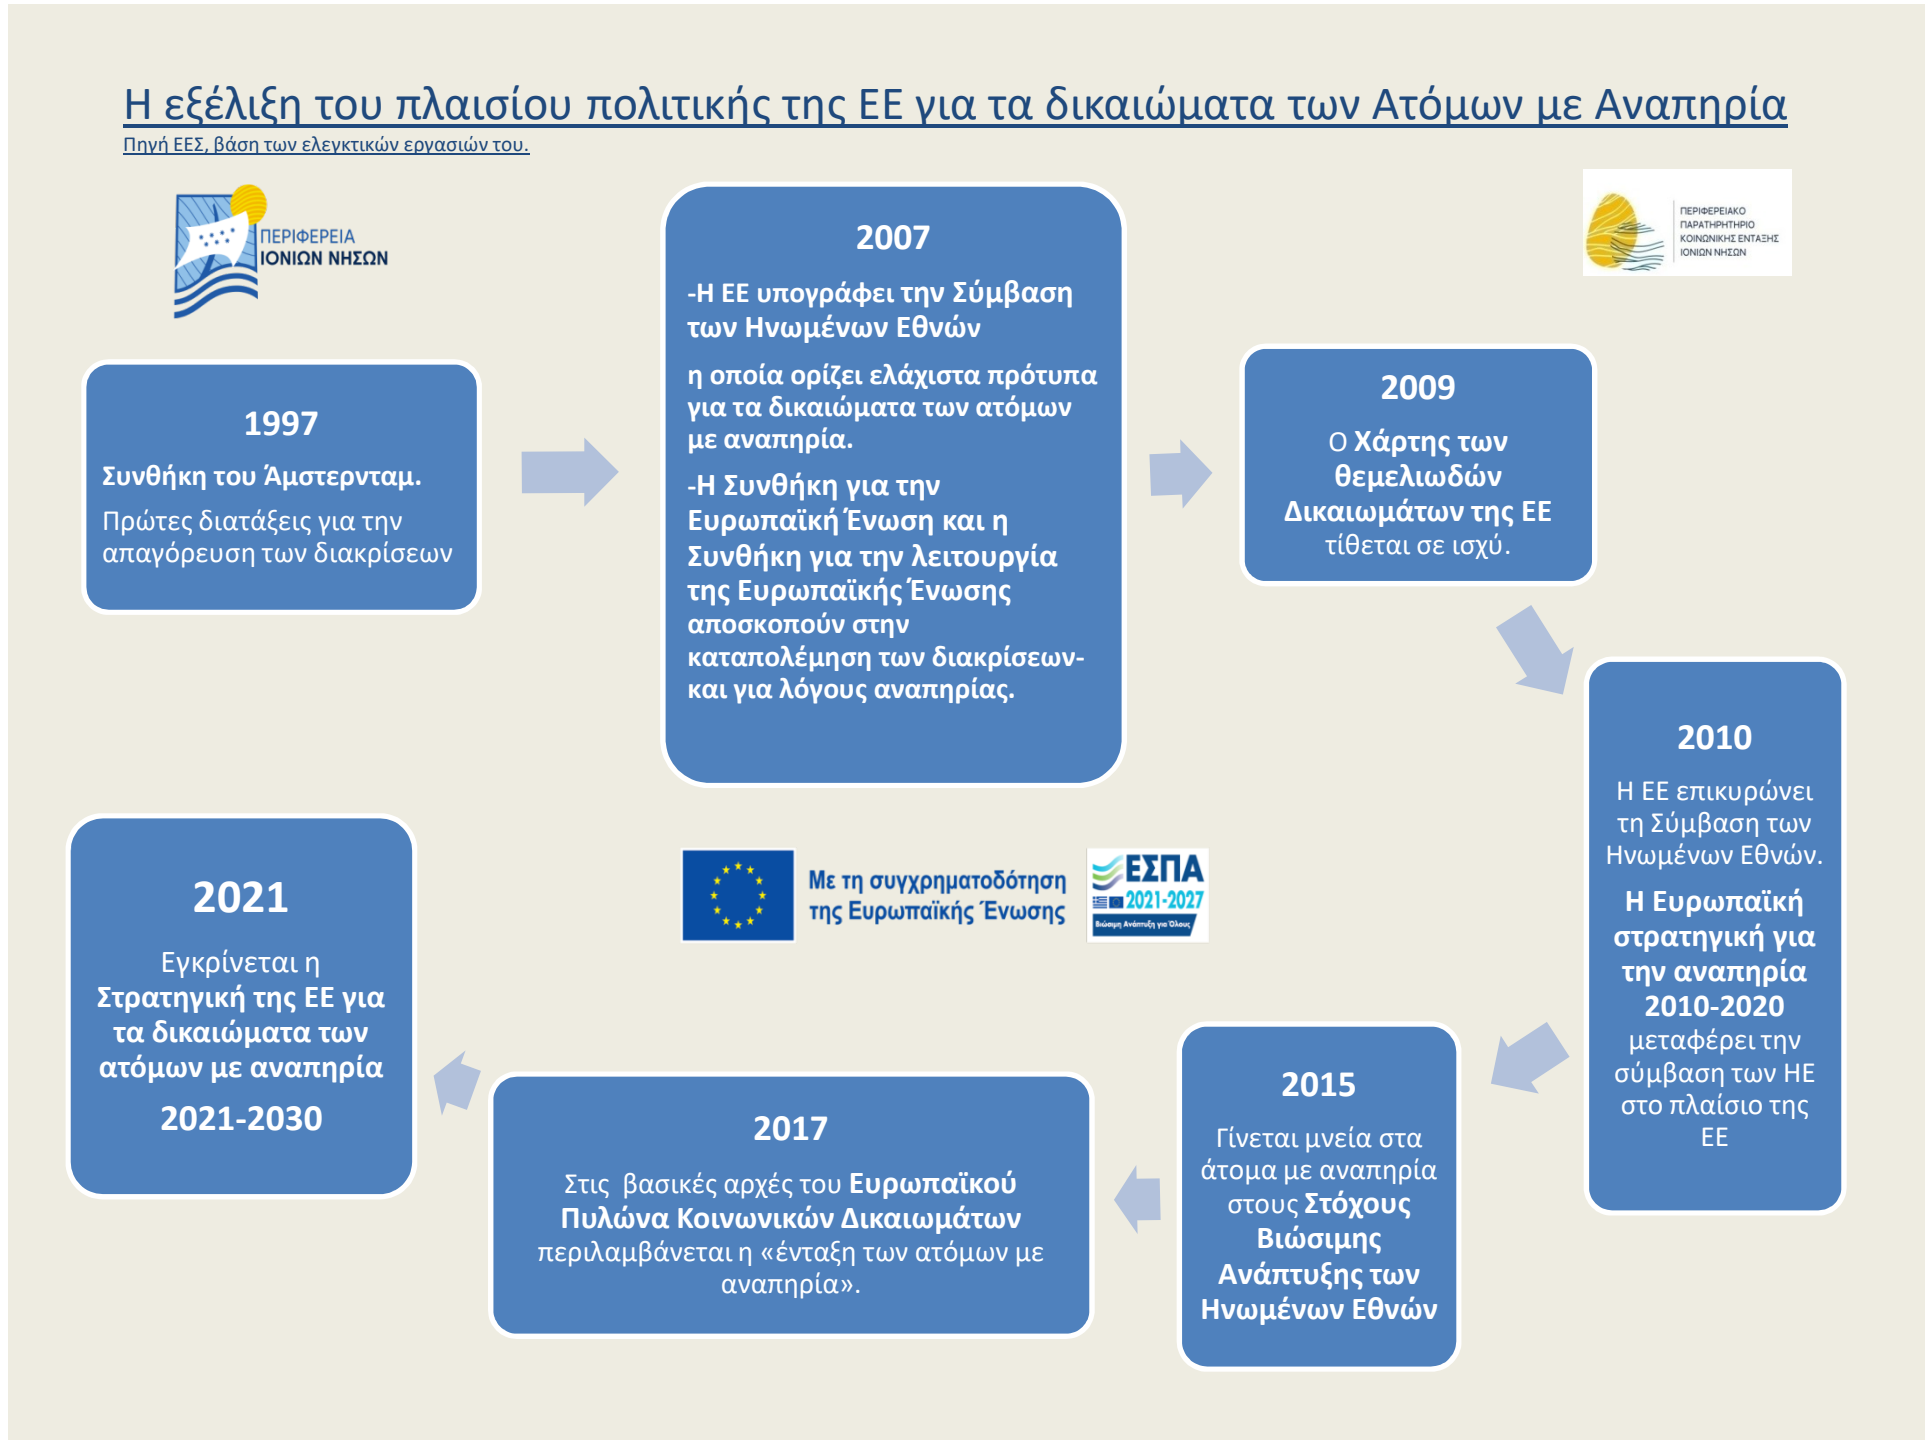 Η εξέλιξη του πλαισίου πολιτικής της ΕΕ για τα δικαιώματα των Ατόμων με Αναπηρία
Πηγή ΕΕΣ, βάση των ελεγκτικών εργασιών του.
ΠΕΡΙΦΕΡΕΙΑ
ΙΟΝΙΩΝ ΝΗΣΩΝ
ΠΕΡΙΦΕΡΕΙΑΚΟ
ΠΑΡΑΤΗΡΗΤΗΡΙΟ
ΚΟΙΝΩΝΙΚΗΣ ΕΝΤΑΞΗΣ
ΙΟΝΙΩΝ ΝΗΣΩΝ
1997
Συνθήκη του Άμστερνταμ.
Πρώτες διατάξεις για την
απαγόρευση των διακρίσεων
2007
-Η ΕΕ υπογράφει την Σύμβαση
των Ηνωμένων Εθνών
η οποία ορίζει ελάχιστα πρότυπα
για τα δικαιώματα των ατόμων
με αναπηρία.
-Η Συνθήκη για την
Ευρωπαϊκή Ένωση και η
Συνθήκη για την λειτουργία
της Ευρωπαϊκής Ένωσης
αποσκοπούν στην
καταπολέμηση των διακρίσεων-
και για λόγους αναπηρίας.
2009
Ο Χάρτης των
θεμελιωδών
Δικαιωμάτων της ΕΕ
τίθεται σε ισχύ.
2010
Η ΕΕ επικυρώνει
τη Σύμβαση των
Ηνωμένων Εθνών.
Η Ευρωπαϊκή
στρατηγική για
την αναπηρία
2010-2020
μεταφέρει την
σύμβαση των ΗΕ
στο πλαίσιο της
ΕΕ
2015
Γίνεται μνεία στα
άτομα με αναπηρία
στους Στόχους
Βιώσιμης
Ανάπτυξης των
Ηνωμένων Εθνών
2017
Στις  βασικές αρχές του Ευρωπαϊκού
Πυλώνα Κοινωνικών Δικαιωμάτων
περιλαμβάνεται η «ένταξη των ατόμων με
αναπηρία».
2021
Εγκρίνεται η
Στρατηγική της ΕΕ για
τα δικαιώματα των
ατόμων με αναπηρία
2021-2030
Με τη συγχρηματοδότηση
της Ευρωπαϊκής Ένωσης
ΕΣΠΑ
2021-2027
Βιώσιμη Ανάπτυξη για Όλους